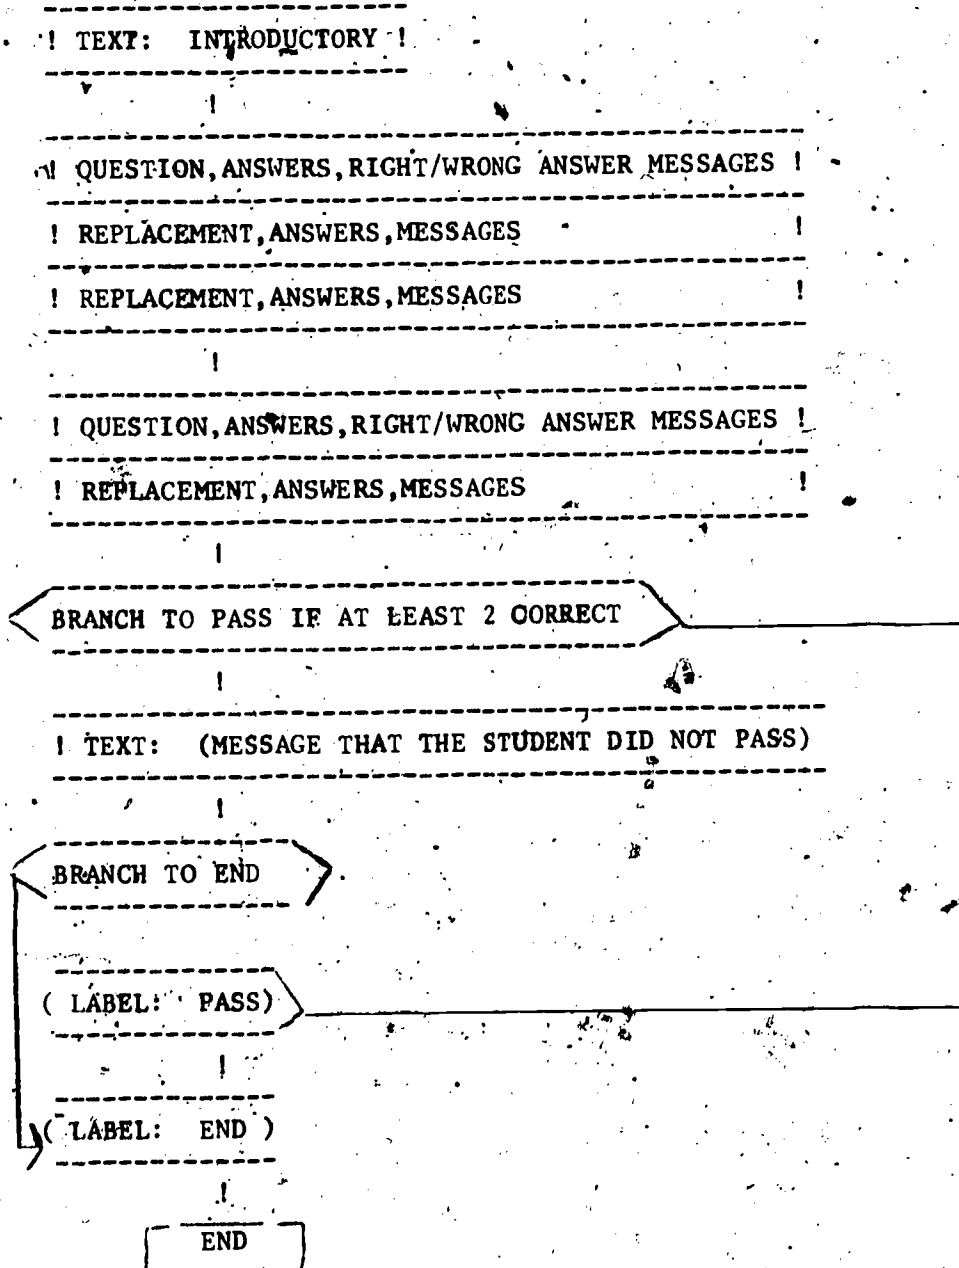 ! TEXT: INTRODUCTORY !
!
! QUESTION,ANSWERS,RIGHT/WRONG ANSWER MESSAGES !
! REPLACEMENT,ANSWERS,MESSAGES !
! REPLACEMENT,ANSWERS,MESSAGES !
!
! QUESTION,ANSWERS,RIGHT/WRONG ANSWER MESSAGES !
! REPLACEMENT,ANSWERS,MESSAGES !
!
BRANCH TO PASS IF AT LEAST 2 CORRECT
!
! TEXT: (MESSAGE THAT THE STUDENT DID NOT PASS)
!
BRANCH TO END
( LABEL: PASS)
!
( LABEL: END )
!
END